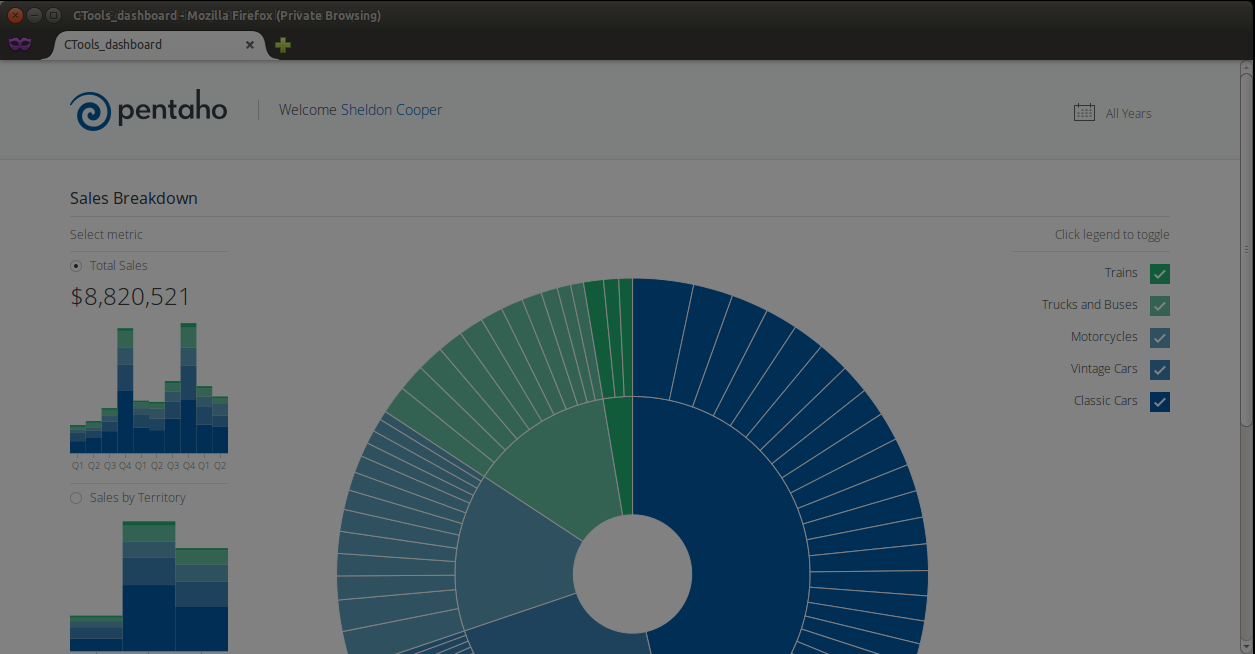 CTools_dashboard - Mozilla Firefox (Private Browsing)
CTools_dashboard
pentaho
Welcome Sheldon Cooper
All Years
Sales Breakdown
Select metric
Click legend to toggle
Total Sales
$8,820,521
Trains
Trucks and Buses
Motorcycles
Vintage Cars
Classic Cars
Q1 Q2 Q3 Q4 Q1 Q2 Q3 Q4 Q1 Q2
Sales by Territory